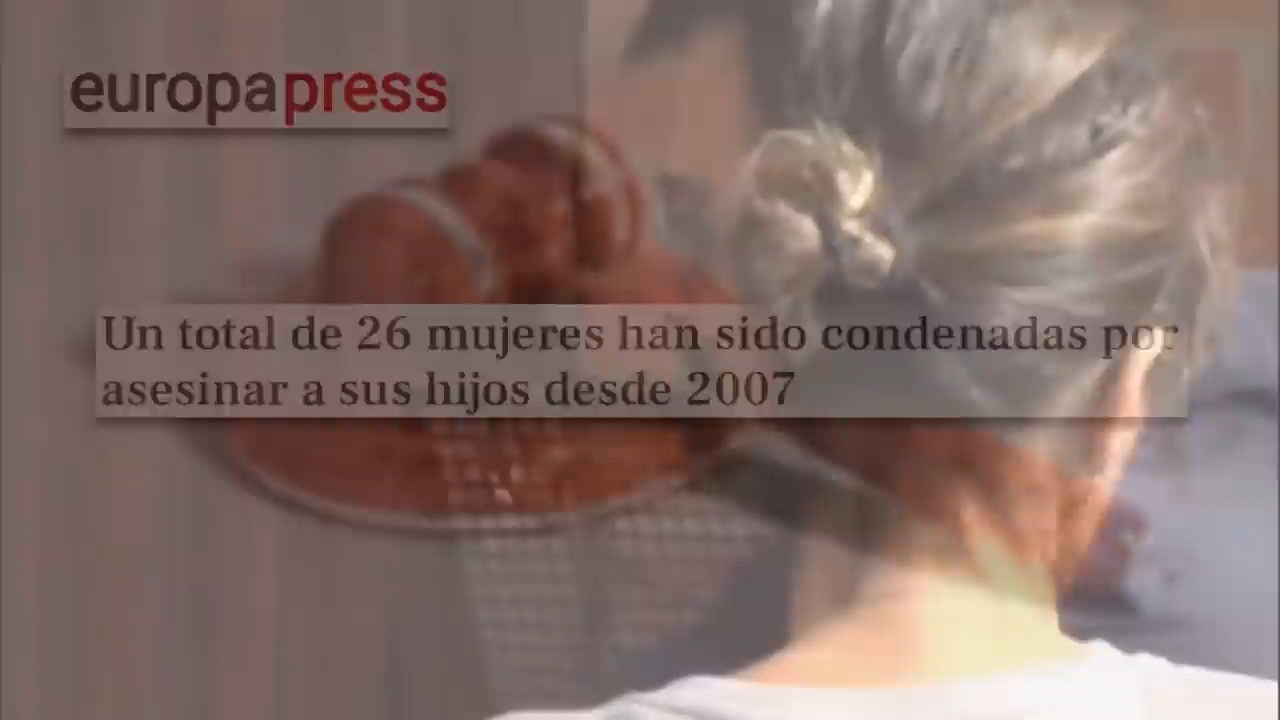 europapress
Un total de 26 mujeres han sido condenadas por
asesinar a sus hijos desde 2007